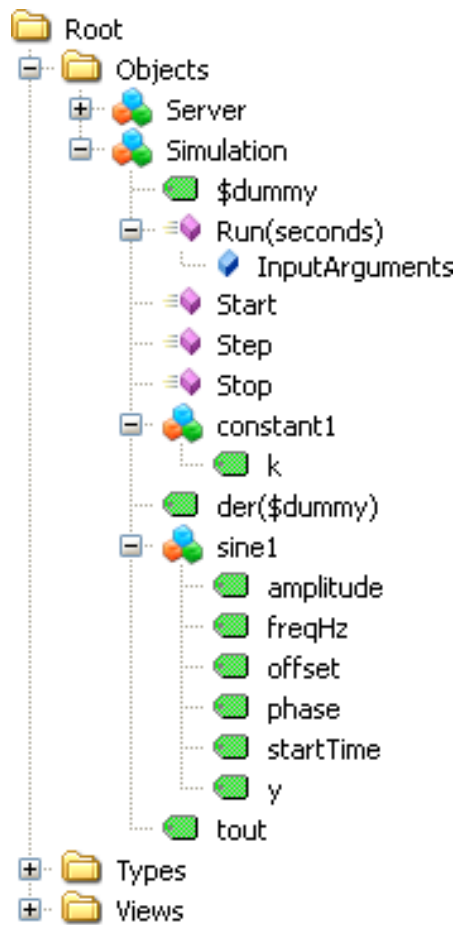 Root
Objects
Server
Simulation
$dummy
Run(seconds)
InputArguments
Start
Step
Stop
constant1
k
der($dummy)
sine1
amplitude
freqHz
offset
phase
startTime
y
tout
Types
Views